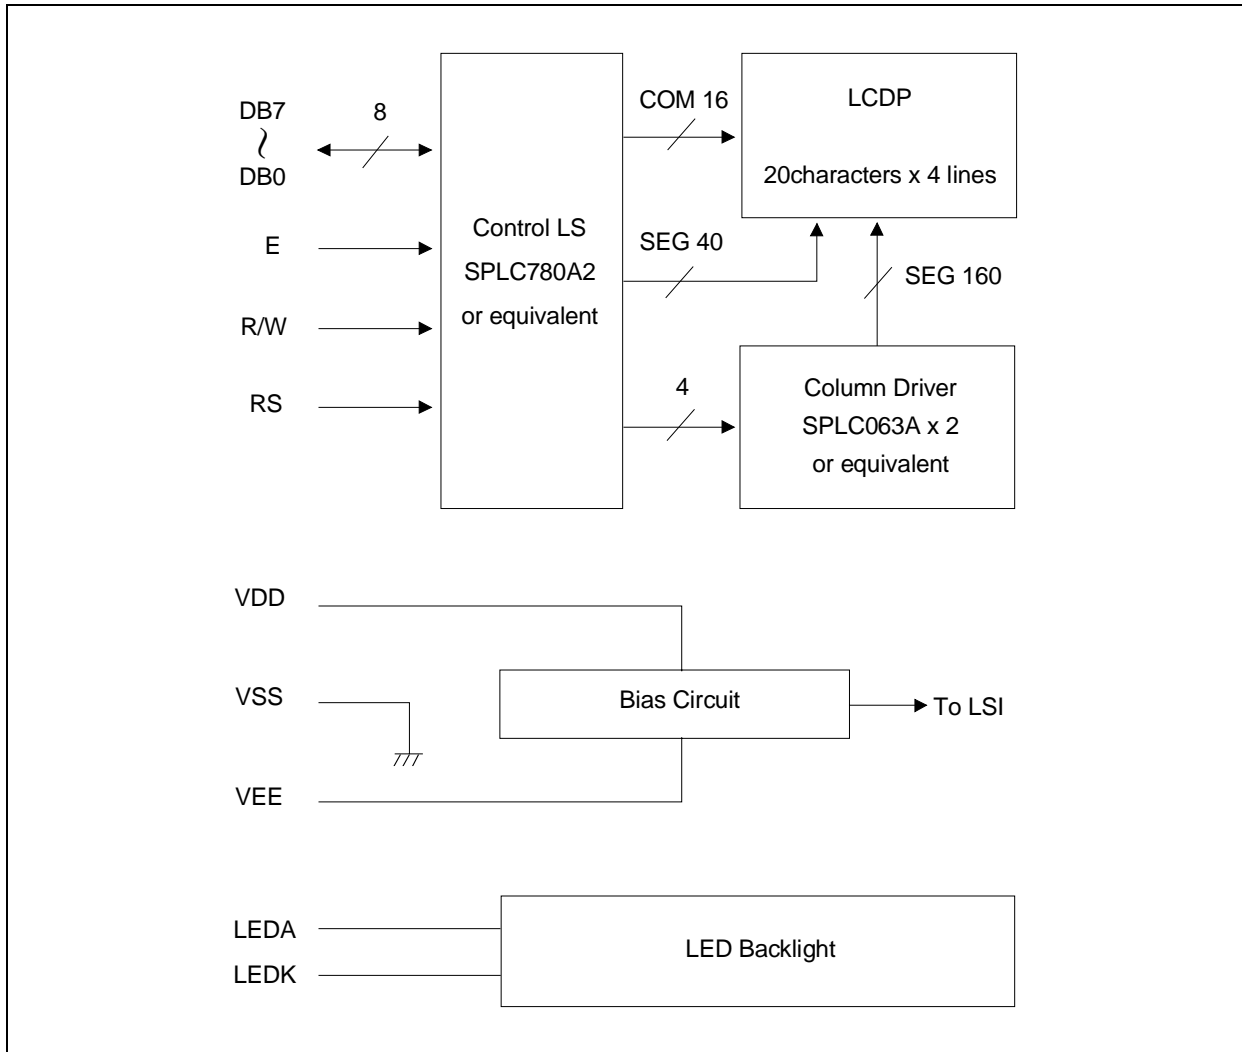 DB7
DB0
8
E
R/W
RS
Control LS
SPLC780A2
or equivalent
COM 16
SEG 40
4
LCDP
20characters x 4 lines
SEG 160
Column Driver
SPLC063A x 2
or equivalent
VDD
VSS
VEE
Bias Circuit
To LSI
LEDA
LEDK
LED Backlight